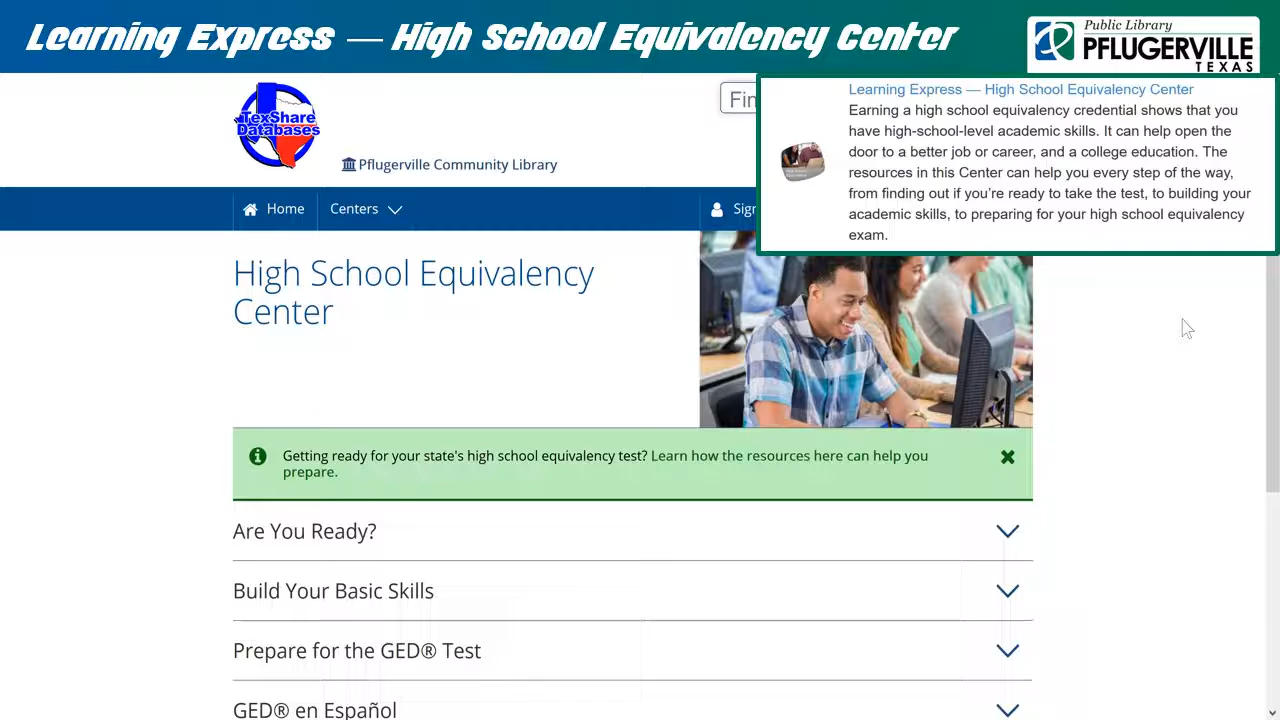 Learning Express — High School Equivalency Center
Public Library
PFLUGERVILLE
TEXAS
TexShare
Databases
Pflugerville Community Library
Learning Express — High School Equivalency Center
Earning a high school equivalency credential shows that you
have high-school-level academic skills. It can help open the
door to a better job or career, and a college education. The
resources in this Center can help you every step of the way,
from finding out if you’re ready to take the test, to building your
academic skills, to preparing for your high school equivalency
exam.
Home
Centers
High School Equivalency
Center
Getting ready for your state's high school equivalency test? Learn how the resources here can help you
prepare.
Are You Ready?
Build Your Basic Skills
Prepare for the GED® Test
GED® en Español